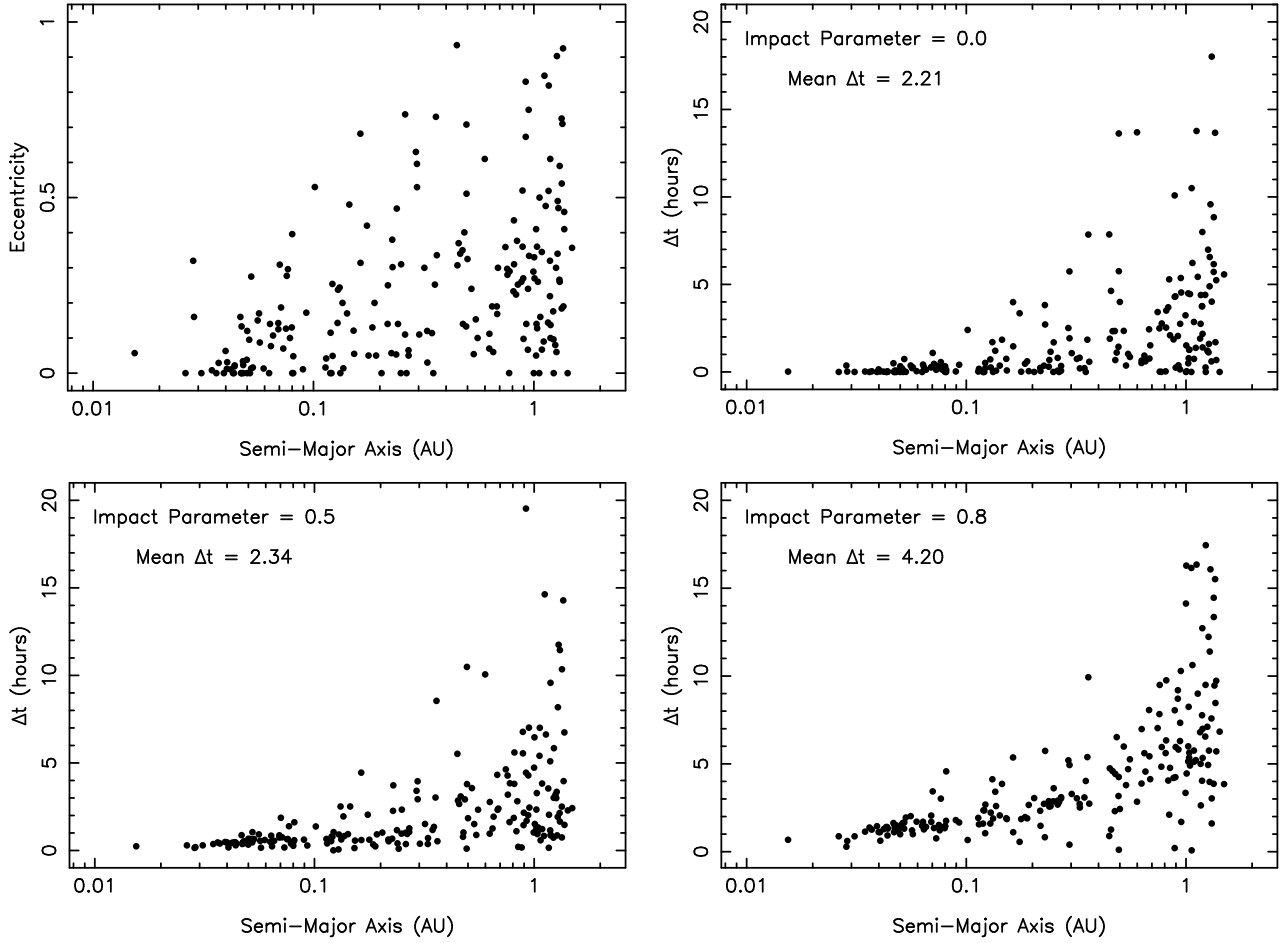 1
0.5
0
Eccentricity
0.01
0.1
1
Semi-Major Axis (AU)
Impact Parameter = 0.0
Mean Δt = 2.21
20
15
10
5
0
Δt (hours)
0.01
0.1
1
Semi-Major Axis (AU)
Impact Parameter = 0.5
Mean Δt = 2.34
20
15
10
5
0
Δt (hours)
0.01
0.1
1
Semi-Major Axis (AU)
Impact Parameter = 0.8
Mean Δt = 4.20
20
15
10
5
0
Δt (hours)
0.01
0.1
1
Semi-Major Axis (AU)